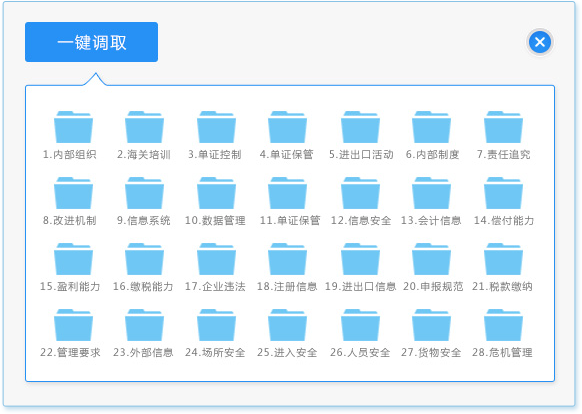 一键调取
1.内部组织 2.海关培训 3.单证控制 4.单证保管 5.进出口活动 6.内部制度 7.责任追究
8.改进机制 9.信息系统 10.数据管理 11.单证保管 12.信息安全 13.会计信息 14.偿付能力
15.盈利能力 16.缴税能力 17.企业违法 18.注册信息 19.进出口信息 20.申报规范 21.税款缴纳
22.管理要求 23.外部信息 24.场所安全 25.进入安全 26.人员安全 27.货物安全 28.危机管理